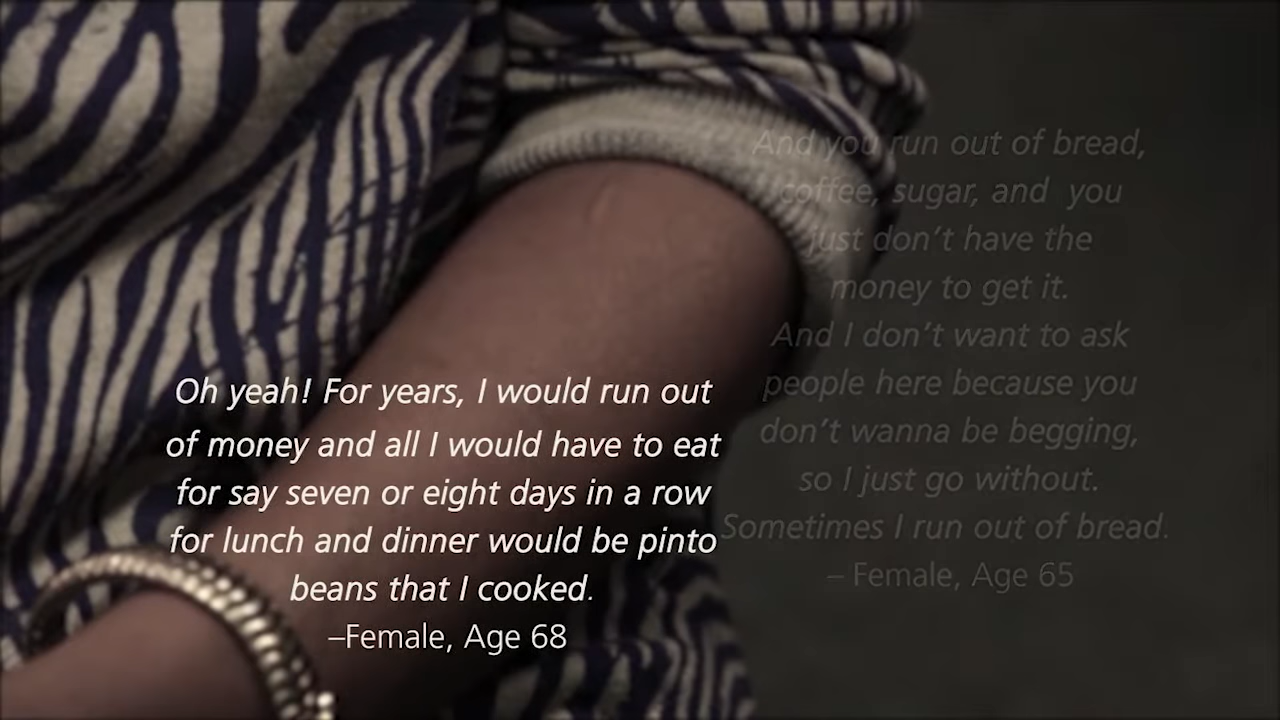 Oh yeah! For years, I would run out
of money and all I would have to eat
for say seven or eight days in a row
for lunch and dinner would be pinto
beans that I cooked.
–Female, Age 68
And you run out of bread,
coffee, sugar, and  you
just don't have the
money to get it.
And I don't want to ask
people here because you
don't wanna be begging,
so I just go without.
Sometimes I run out of bread.
– Female, Age 65